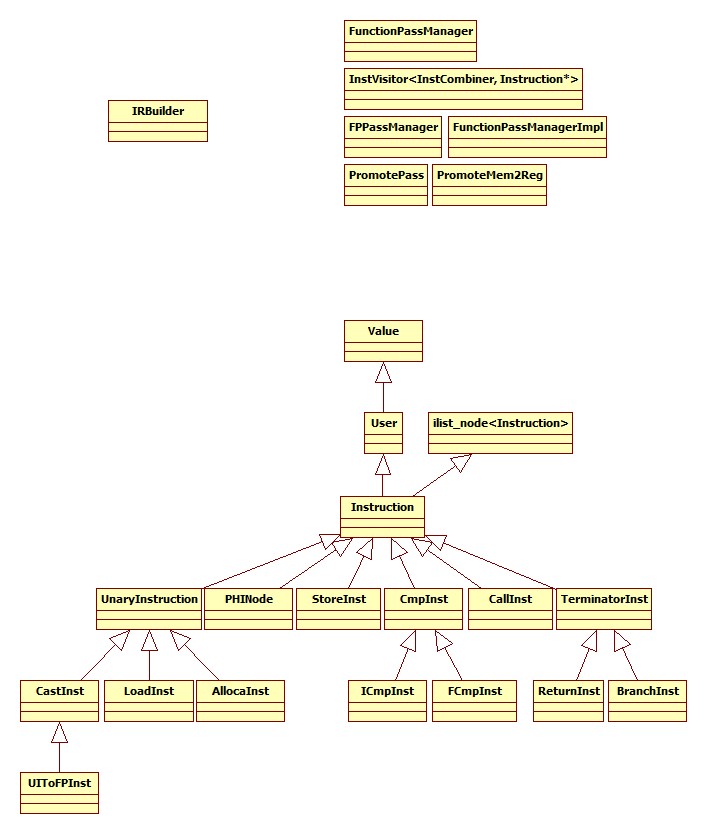 FunctionPassManager
InstVisitor<InstCombiner, Instruction*>
IRBuilder
FPPassManager
FunctionPassManagerImpl
PromotePass
PromoteMem2Reg
Value
User
ilist_node<Instruction>
Instruction
UnaryInstruction
PHINode
StoreInst
CmpInst
CallInst
TerminatorInst
CastInst
LoadInst
AllocaInst
ICmpInst
FCmpInst
ReturnInst
BranchInst
UIToFPInst